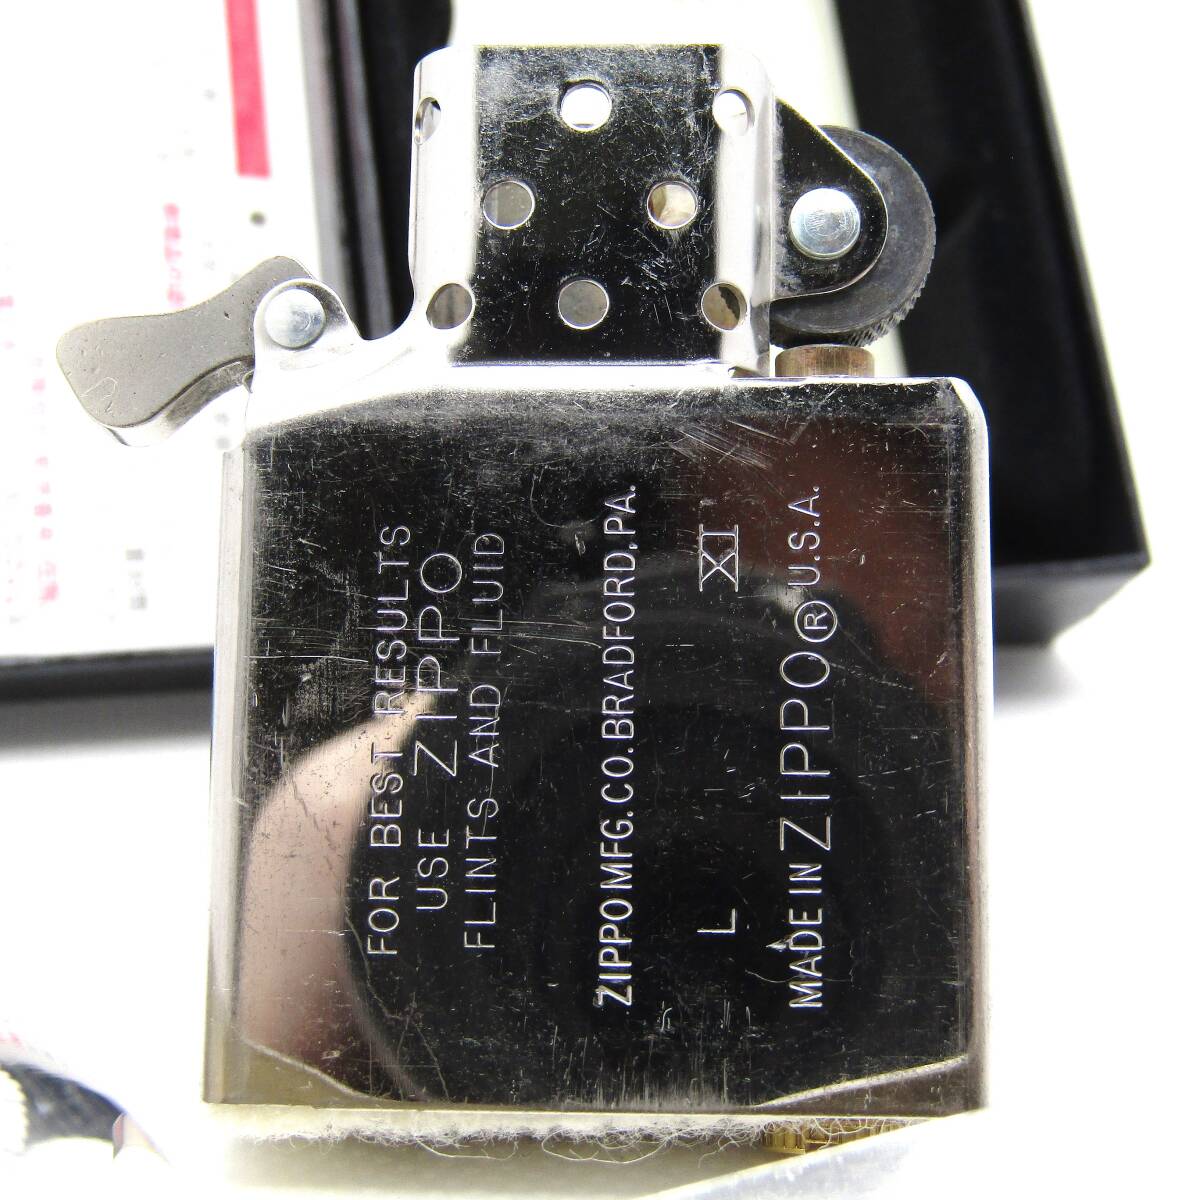 FOR BEST RESULTS
USE ZIPPO
FLINTS AND FLUID
ZIPPO MFG. CO. BRADFORD, PA.
L XI
MADE IN ZIPPO ® U.S.A.